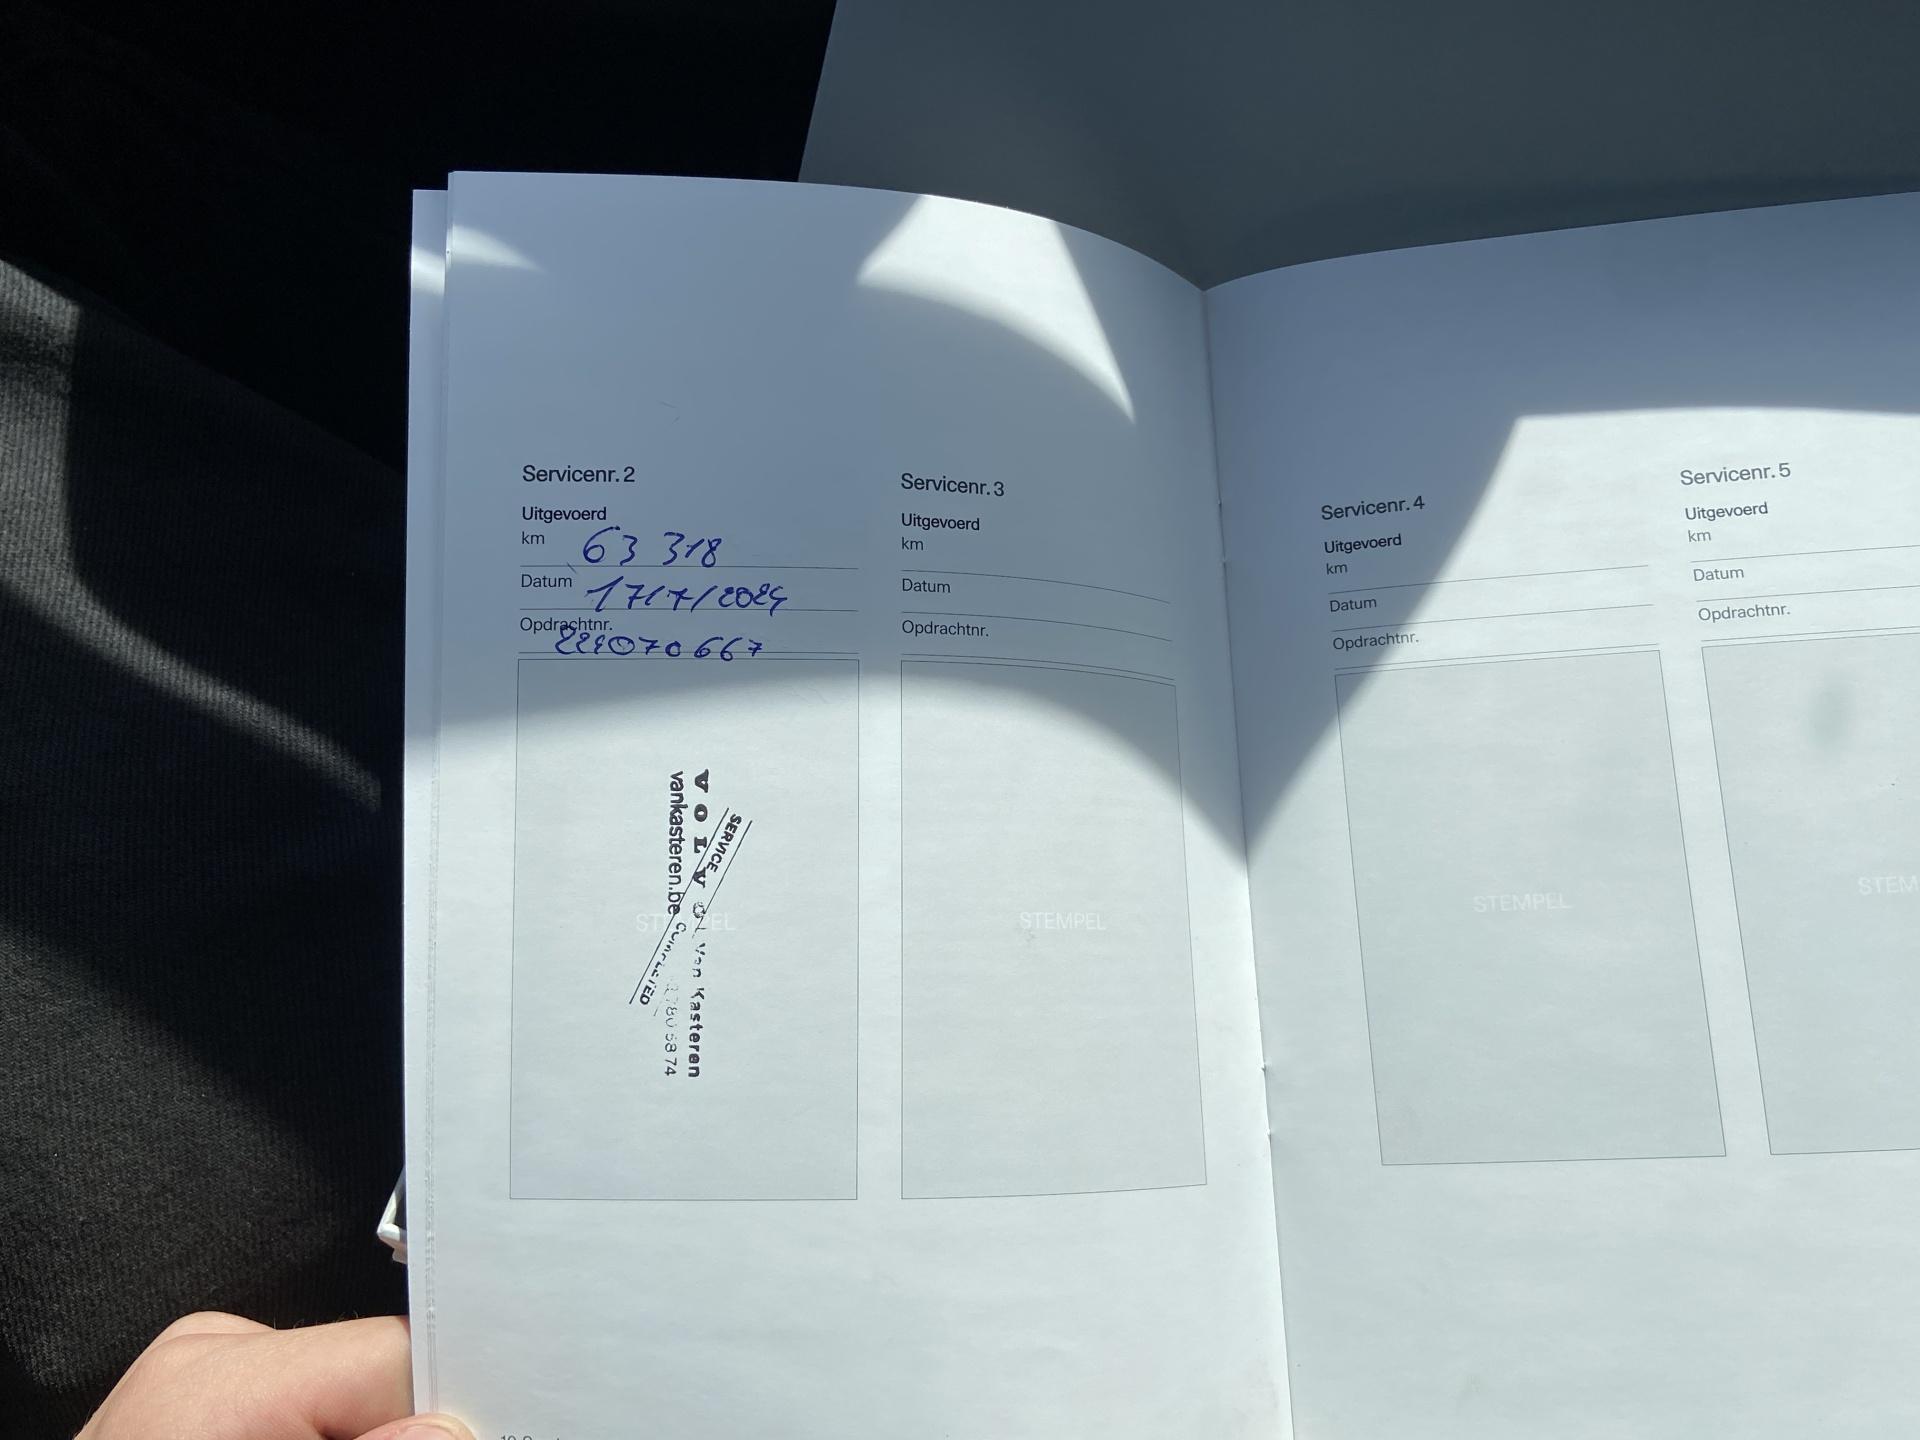 Servicenr. 2
Uitgevoerd
km 63 318
Datum 17/7/2024
Opdrachtnr.
STEMPEL
VOLVO Van Kasteren
vankasteren.be
SERVICE
COMPLETED
Servicenr. 3
Uitgevoerd
km
Datum
Opdrachtnr.
STEMPEL
Servicenr. 4
Uitgevoerd
km
Datum
Opdrachtnr.
STEMPEL
Servicenr. 5
Uitgevoerd
km
Datum
Opdrachtnr.
STEM